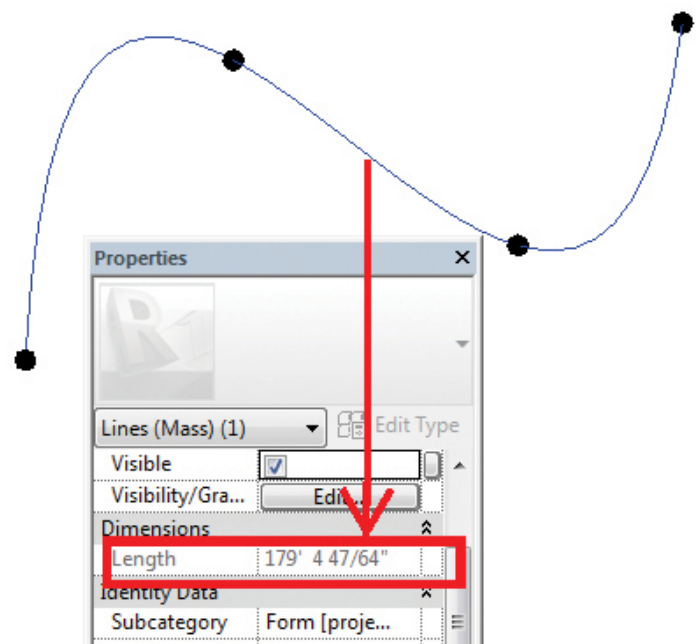 Properties
Lines (Mass) (1) Edit Type
Visible
Visibility/Gra... Edit...
Dimensions
Length 179' 4 47/64"
Identity Data
Subcategory Form [proje...